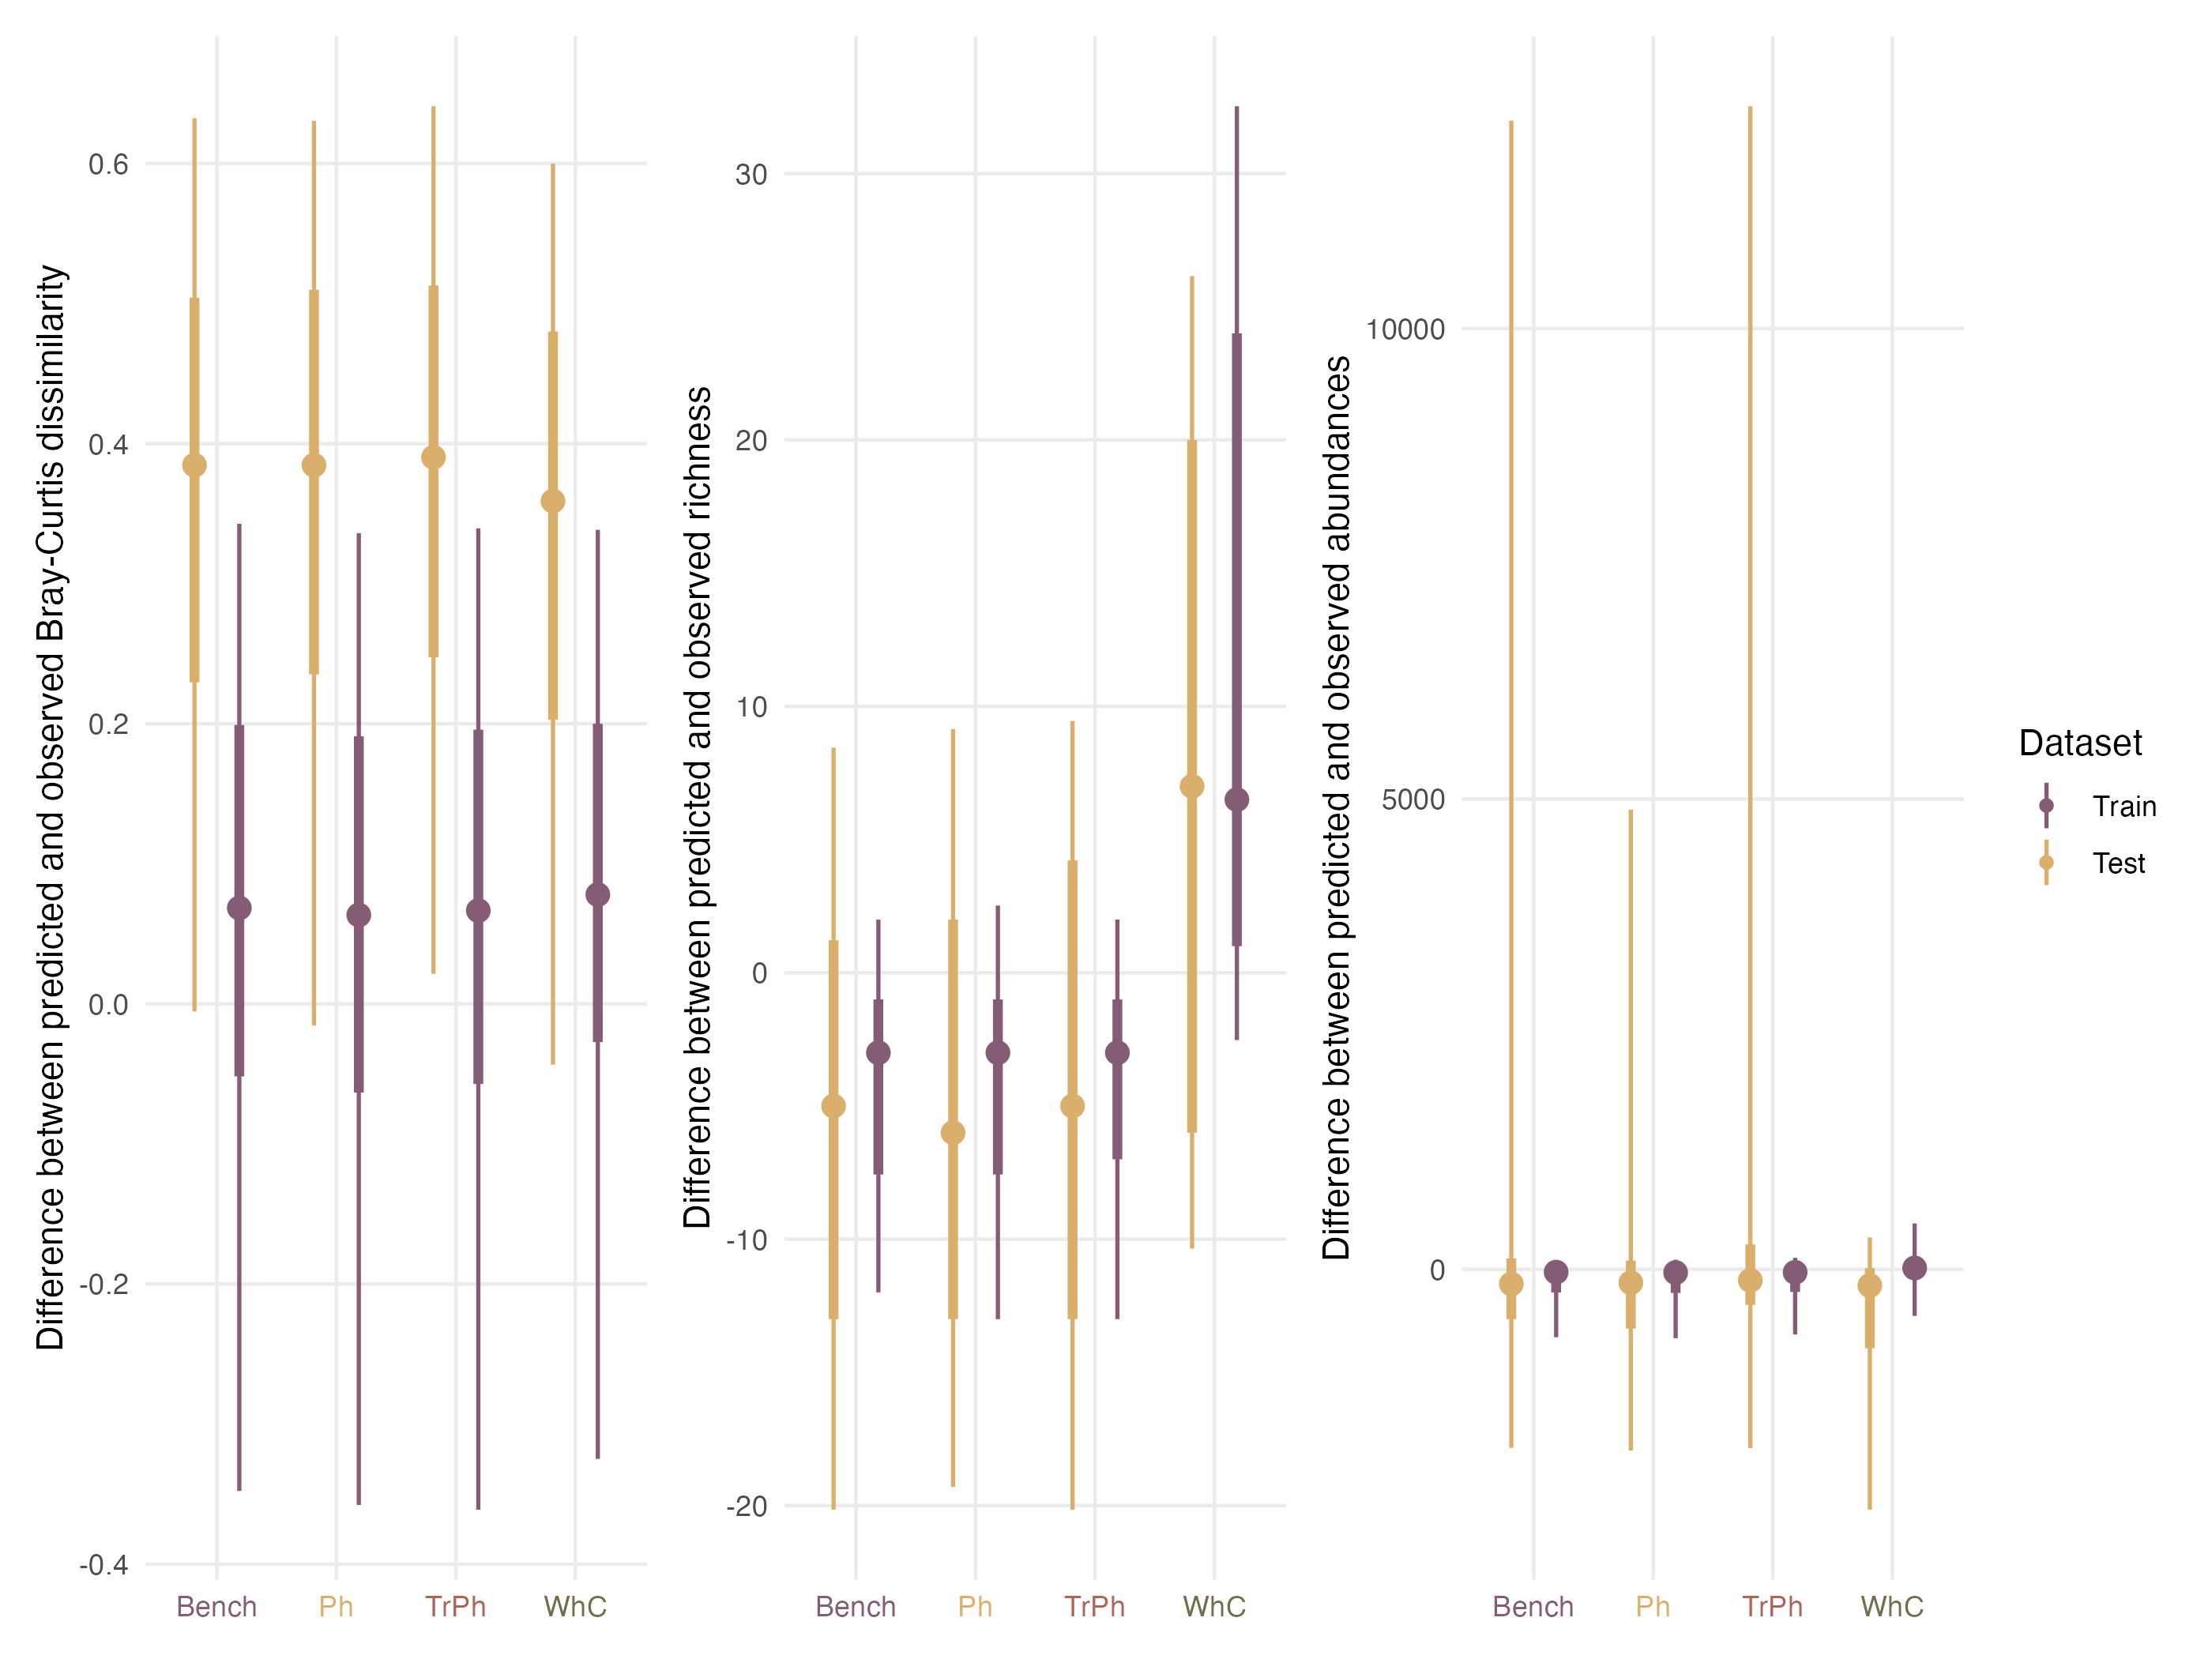 Difference between predicted and observed Bray-Curtis dissimilarity
0.6
0.4
0.2
0.0
-0.2
-0.4
Bench Ph TrPh WhC
Difference between predicted and observed richness
30
20
10
0
-10
-20
Bench Ph TrPh WhC
Difference between predicted and observed abundances
10000
5000
0
Bench Ph TrPh WhC
Dataset
Train
Test